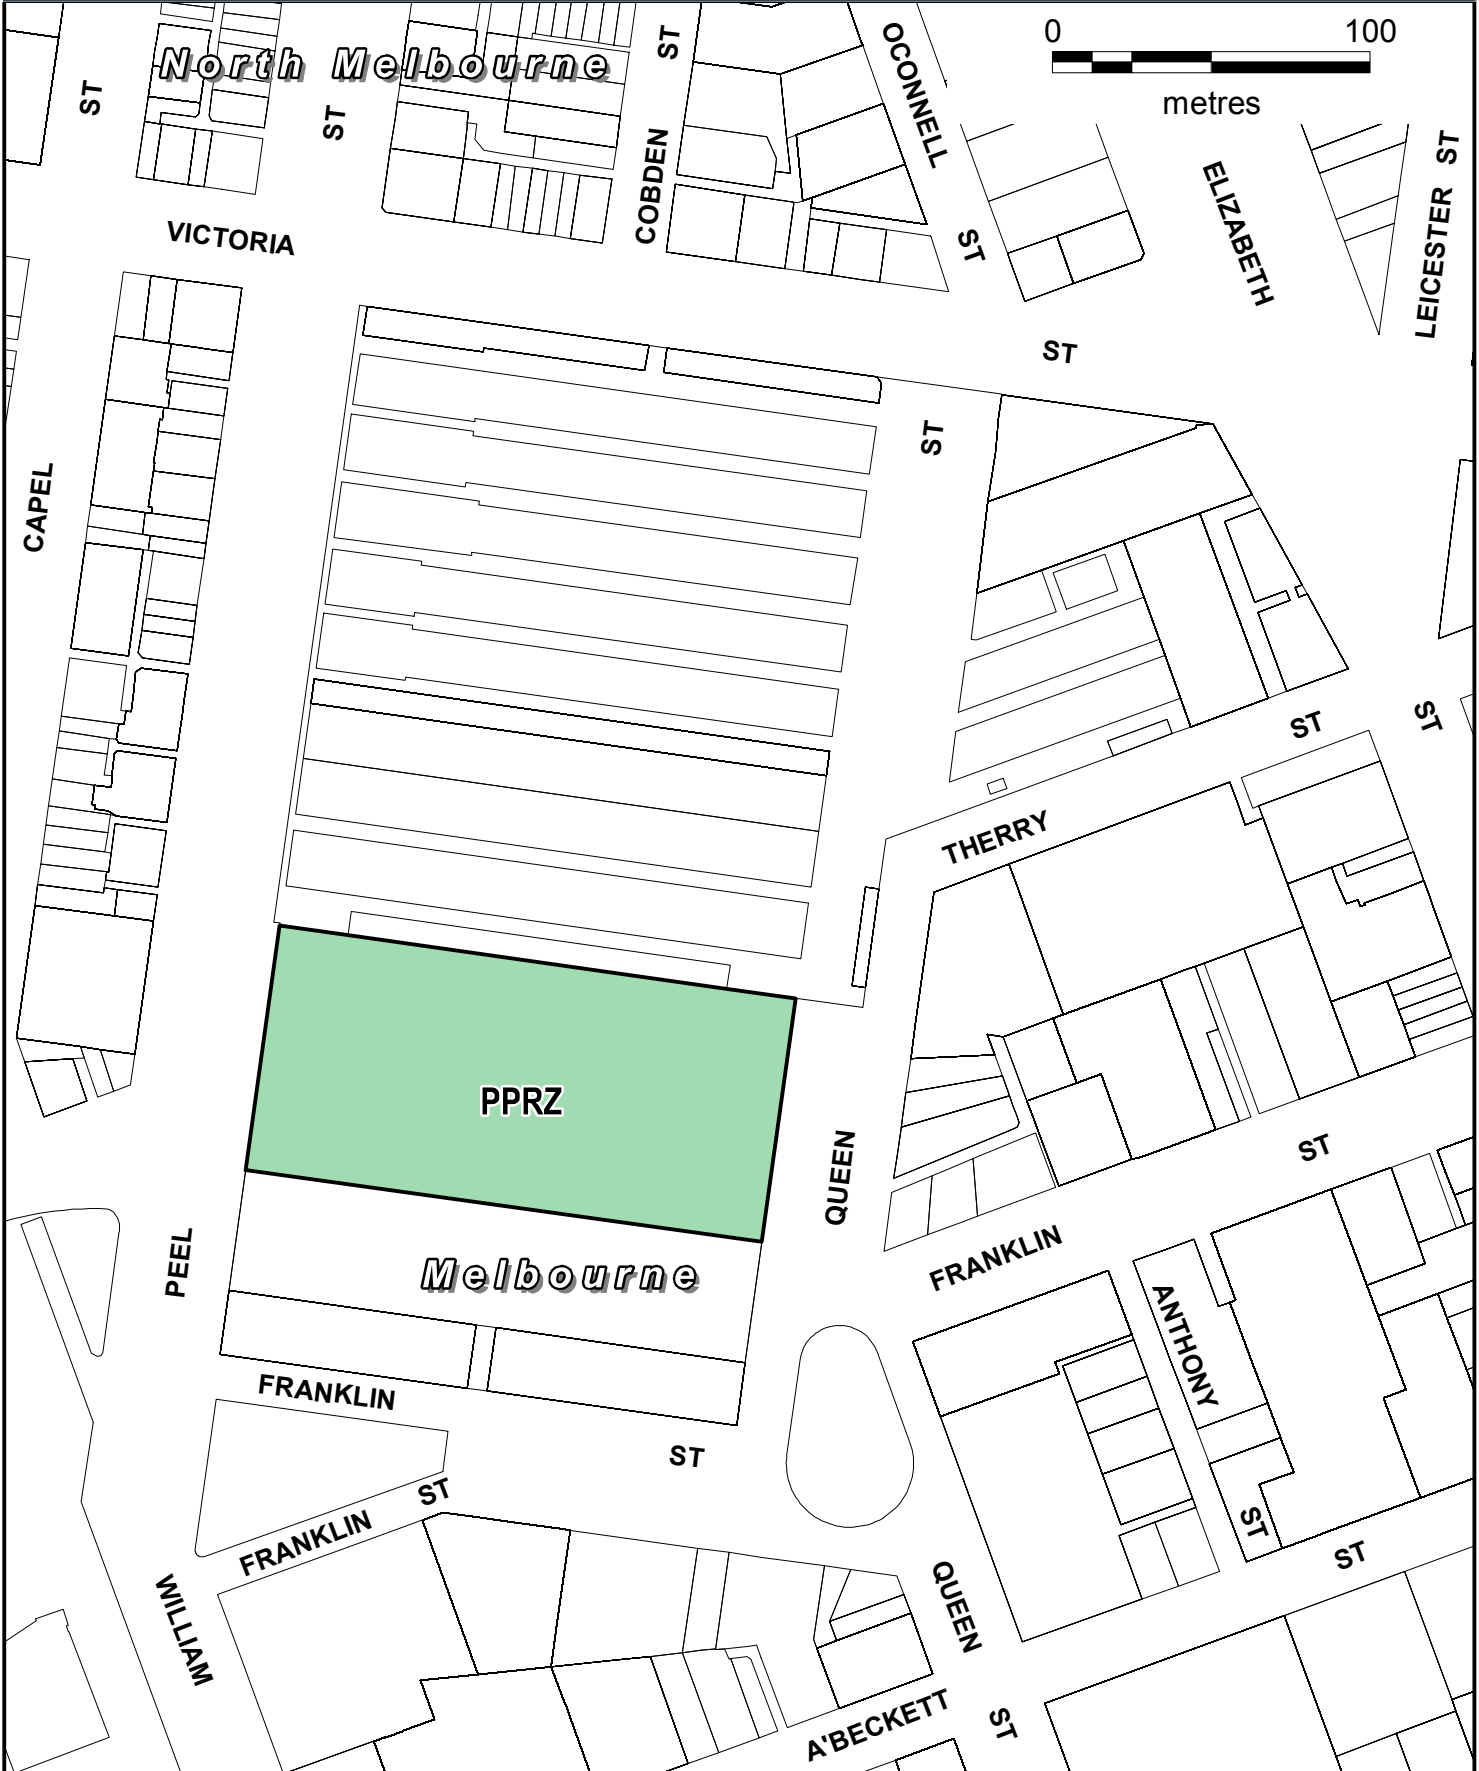 0 100
metres
North Melbourne
ST
ST
ST
OCONNELL
COBDEN
ST
ELIZABETH
LEICESTER ST
VICTORIA
ST
ST
CAPEL
ST
ST
THERRY
PPRZ
QUEEN
ST
PEEL
Melbourne
FRANKLIN
ANTHONY
FRANKLIN
ST
ST
FRANKLIN
ST
ST
WILLIAM
QUEEN
A'BECKETT
ST